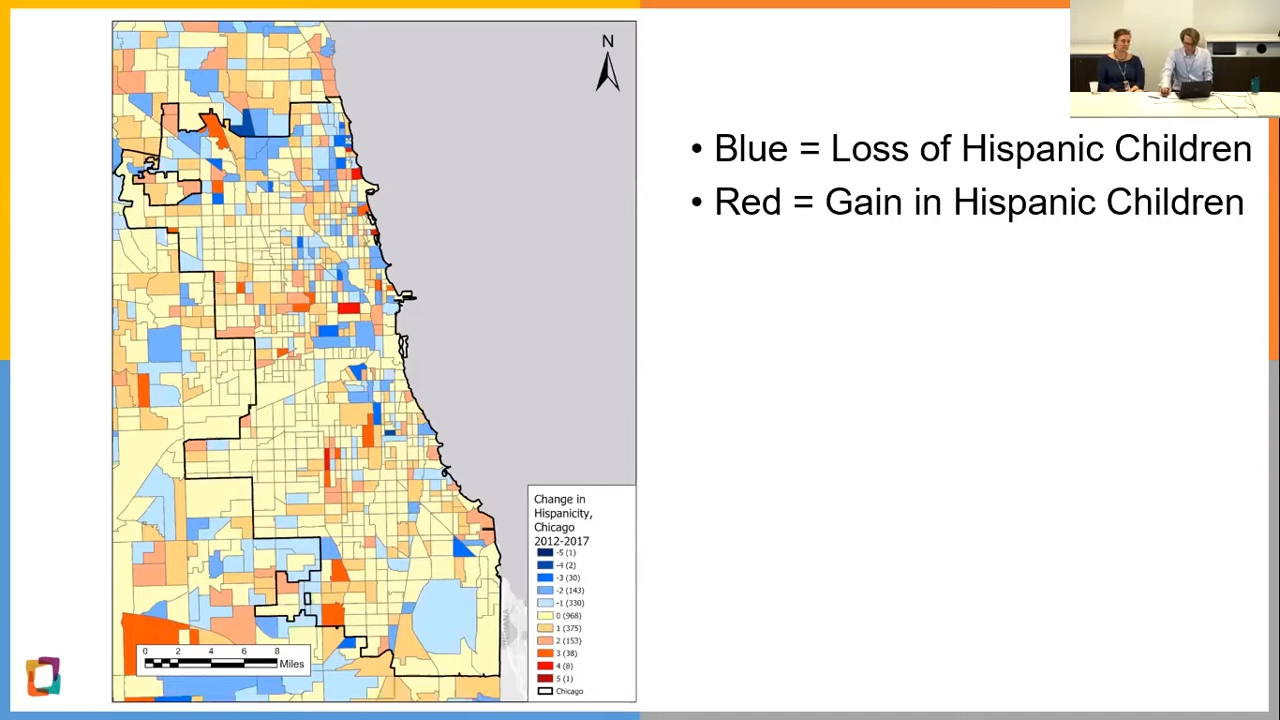 N
• Blue = Loss of Hispanic Children
• Red = Gain in Hispanic Children
Change in
Hispanicity,
Chicago
2012-2017
-5 (1)
-4 (2)
-3 (30)
-2 (143)
-1 (330)
0 (968)
1 (375)
2 (153)
3 (38)
4 (8)
5 (1)
Chicago
0 2 4 6 8
Miles